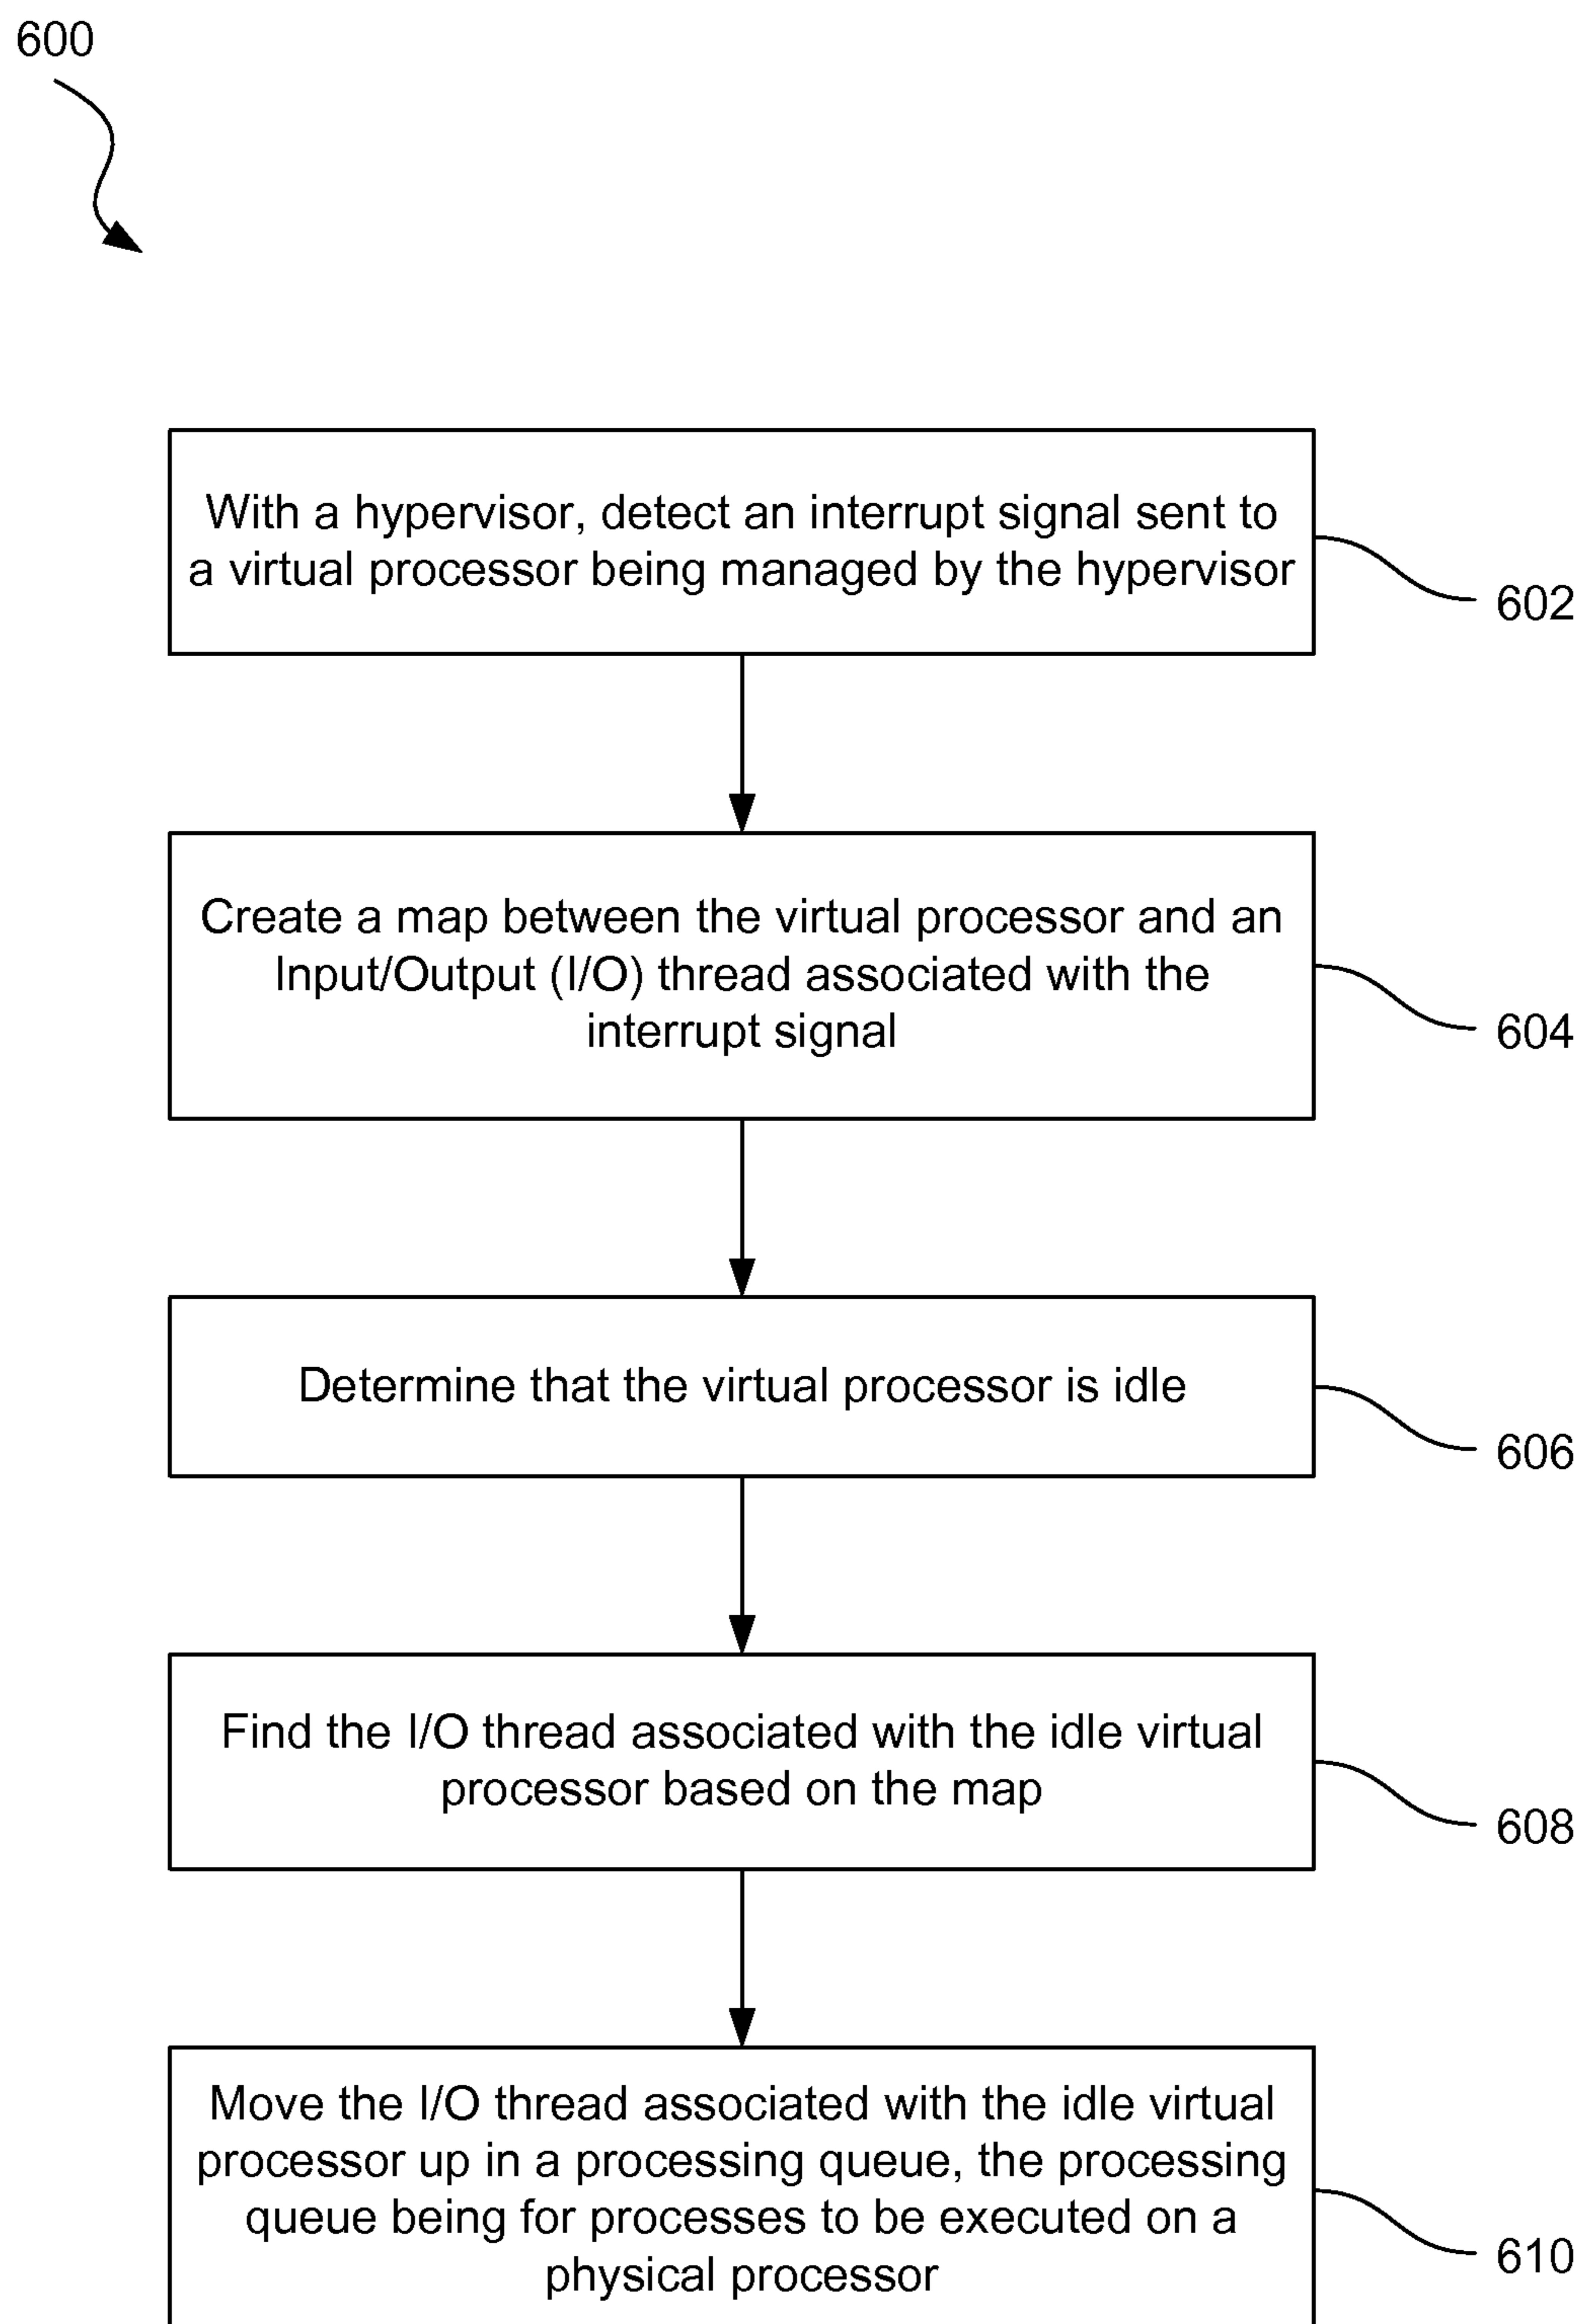 600
With a hypervisor, detect an interrupt signal sent to
a virtual processor being managed by the hypervisor
602
Create a map between the virtual processor and an
Input/Output (I/O) thread associated with the
interrupt signal
604
Determine that the virtual processor is idle
606
Find the I/O thread associated with the idle virtual
processor based on the map
608
Move the I/O thread associated with the idle virtual
processor up in a processing queue, the processing
queue being for processes to be executed on a
physical processor
610